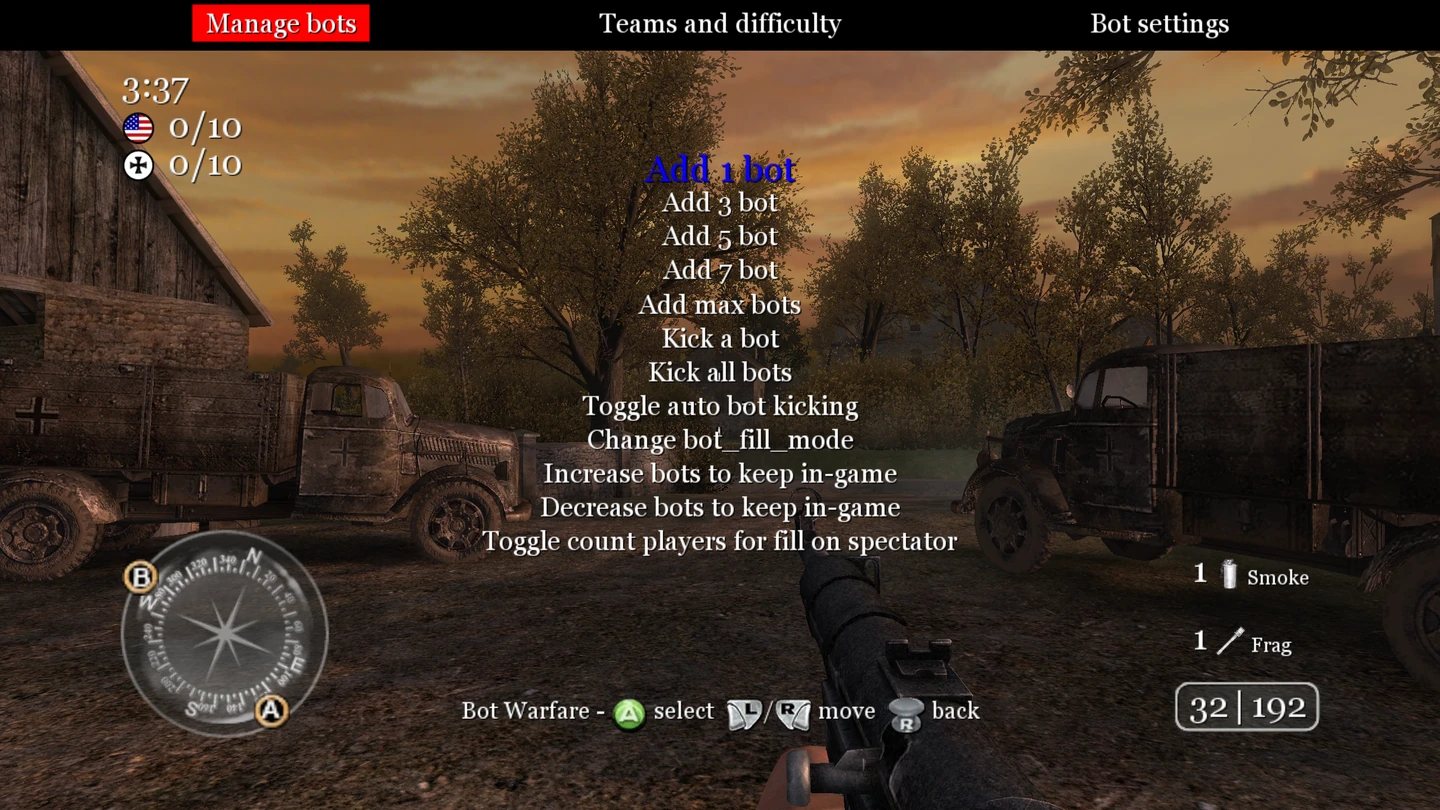 Manage bots Teams and difficulty Bot settings
3:37
0/10
0/10
Add 1 bot
Add 3 bot
Add 5 bot
Add 7 bot
Add max bots
Kick a bot
Kick all bots
Toggle auto bot kicking
Change bot_fill_mode
Increase bots to keep in-game
Decrease bots to keep in-game
Toggle count players for fill on spectator
B
N
W
E
S
A
1 Smoke
1 Frag
Bot Warfare - A select L/R move R back
32|192